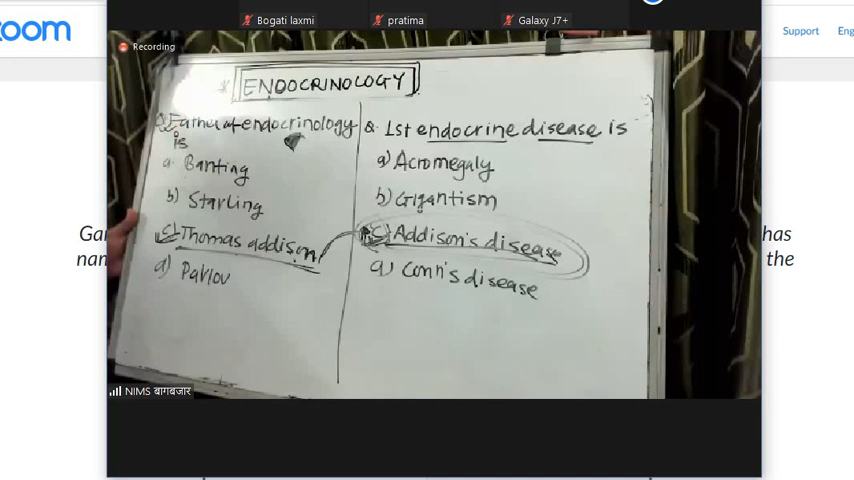 zoom
Support
Bogati laxmi
pratima
Galaxy J7+
Recording
* ENDOCRINOLOGY
Q. Father of endocrinology
is
a. Banting
b) Starling
c) Thomas addison
d) Pavlov
Q. 1st endocrine disease is
a) Acromegaly
b) Gigantism
c) Addison's disease
d) Conn's disease
has
the
NIMS बागबजार